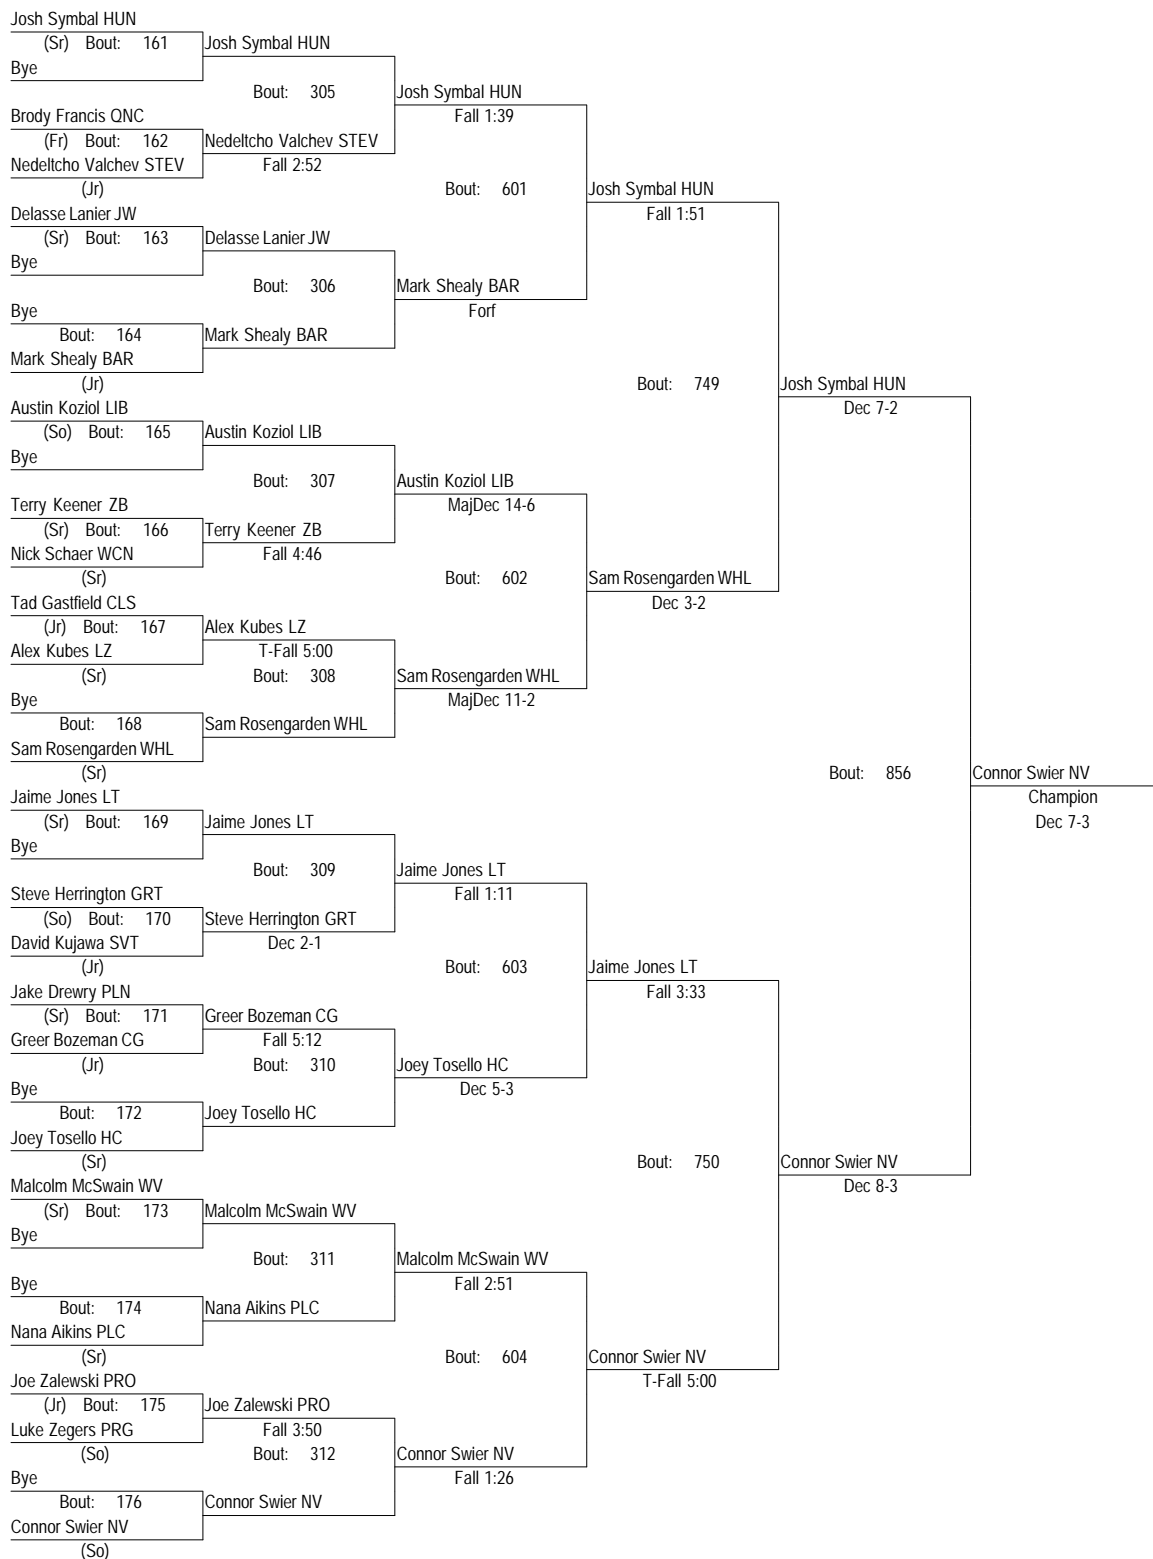 Josh Symbal HUN
(Sr) Bout: 161 Josh Symbal HUN
Bye
Bout: 305 Josh Symbal HUN
Brody Francis QNC Fall 1:39
(Fr) Bout: 162 Nedeltcho Valchev STEV
Nedeltcho Valchev STEV Fall 2:52
(Jr) Bout: 601 Josh Symbal HUN
Delasse Lanier JW Fall 1:51
(Sr) Bout: 163 Delasse Lanier JW
Bye
Bout: 306 Mark Shealy BAR
Bye Forf
Bout: 164 Mark Shealy BAR
Mark Shealy BAR
(Jr) Bout: 749 Josh Symbal HUN
Austin Koziol LIB Dec 7-2
(So) Bout: 165 Austin Koziol LIB
Bye
Bout: 307 Austin Koziol LIB
Terry Keener ZB MajDec 14-6
(Sr) Bout: 166 Terry Keener ZB
Nick Schaer WCN Fall 4:46
(Sr) Bout: 602 Sam Rosengarden WHL
Tad Gastfield CLS Dec 3-2
(Jr) Bout: 167 Alex Kubes LZ
Alex Kubes LZ T-Fall 5:00
(Sr) Bout: 308 Sam Rosengarden WHL
Bye MajDec 11-2
Bout: 168 Sam Rosengarden WHL
Sam Rosengarden WHL
(Sr) Bout: 856 Connor Swier NV
Jaime Jones LT Champion
(Sr) Bout: 169 Jaime Jones LT Dec 7-3
Bye
Bout: 309 Jaime Jones LT
Steve Herrington GRT Fall 1:11
(So) Bout: 170 Steve Herrington GRT
David Kujawa SVT Dec 2-1
(Jr) Bout: 603 Jaime Jones LT
Jake Drewry PLN Fall 3:33
(Sr) Bout: 171 Greer Bozeman CG
Greer Bozeman CG Fall 5:12
(Jr) Bout: 310 Joey Tosello HC
Bye Dec 5-3
Bout: 172 Joey Tosello HC
Joey Tosello HC
(Sr) Bout: 750 Connor Swier NV
Malcolm McSwain WV Dec 8-3
(Sr) Bout: 173 Malcolm McSwain WV
Bye
Bout: 311 Malcolm McSwain WV
Bye Fall 2:51
Bout: 174 Nana Aikins PLC
Nana Aikins PLC
(Sr) Bout: 604 Connor Swier NV
Joe Zalewski PRO T-Fall 5:00
(Jr) Bout: 175 Joe Zalewski PRO
Luke Zegers PRG Fall 3:50
(So) Bout: 312 Connor Swier NV
Bye Fall 1:26
Bout: 176 Connor Swier NV
Connor Swier NV
(So)